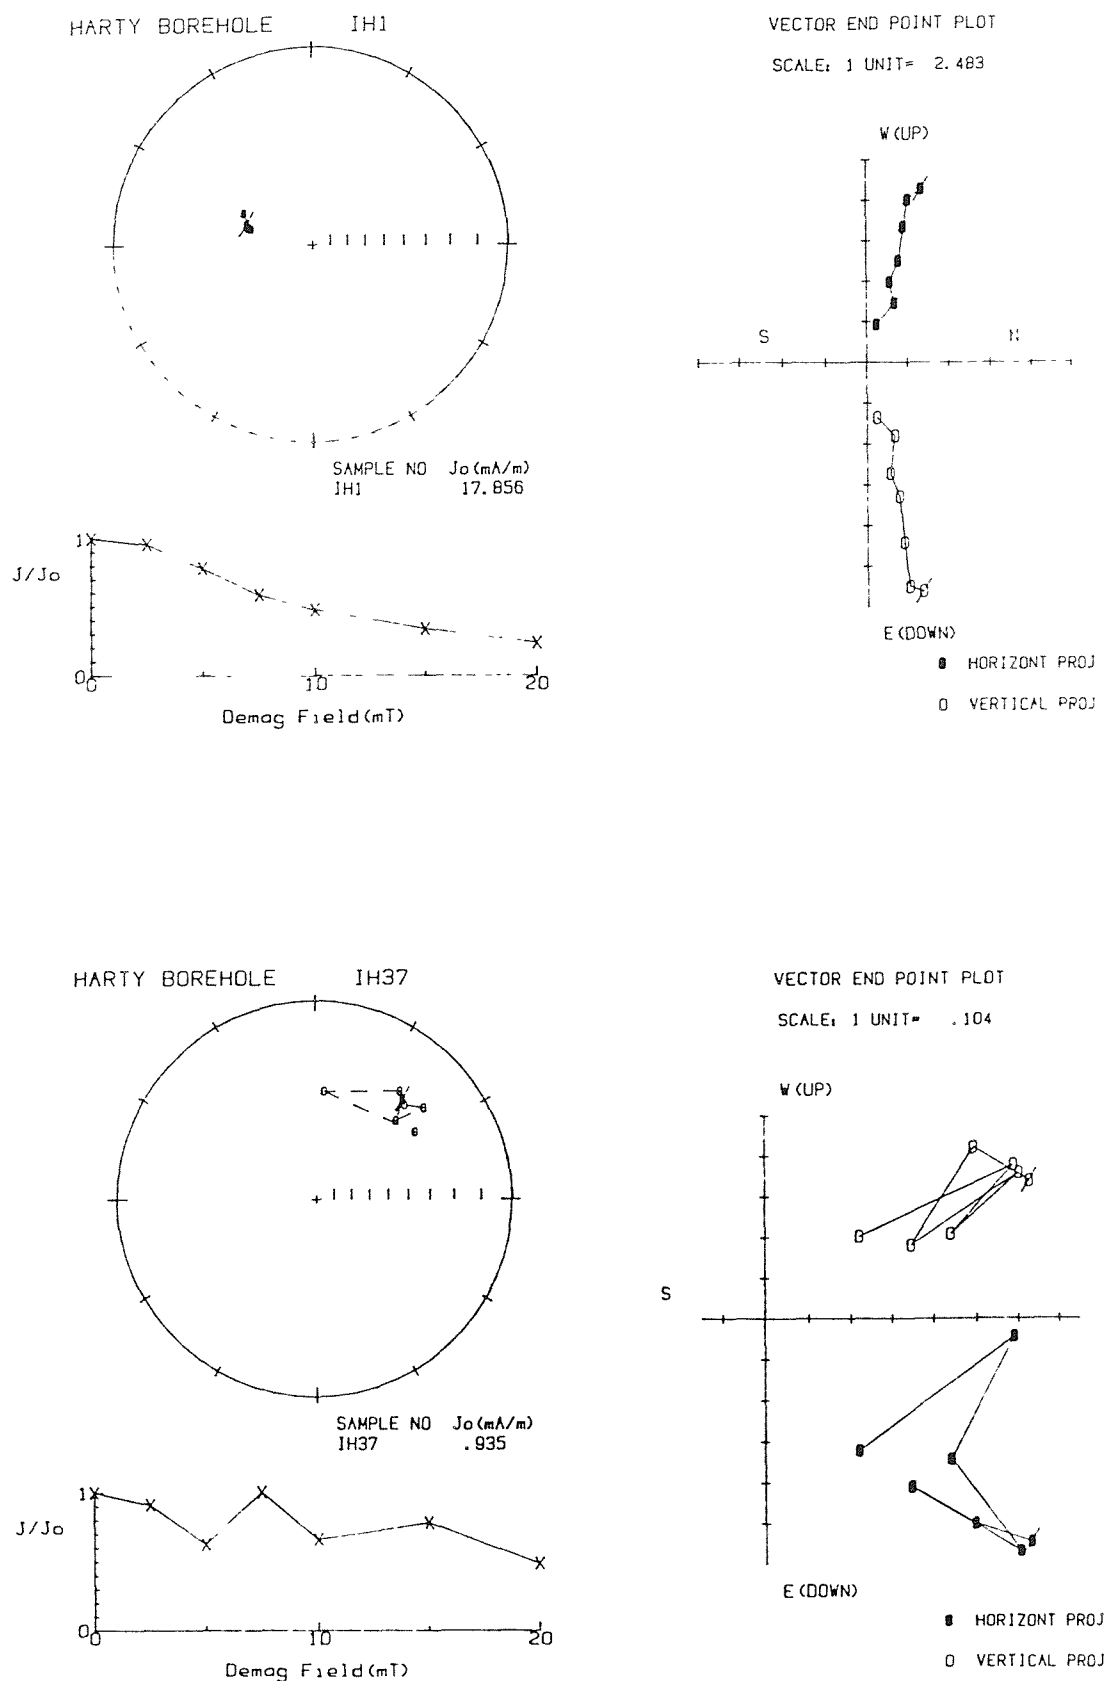 HARTY BOREHOLE IH1
VECTOR END POINT PLOT
SCALE: 1 UNIT= 2.483
W(UP)
S N
SAMPLE NO Jo(mA/m)
IH1 17.856
E(DOWN)
HORIZONT PROJ
VERTICAL PROJ
1
J/Jo
0
0 10 20
Demag Field(mT)
HARTY BOREHOLE IH37
VECTOR END POINT PLOT
SCALE: 1 UNIT= .104
W(UP)
S
SAMPLE NO Jo(mA/m)
IH37 .935
E(DOWN)
HORIZONT PROJ
VERTICAL PROJ
1
J/Jo
0
0 10 20
Demag Field(mT)